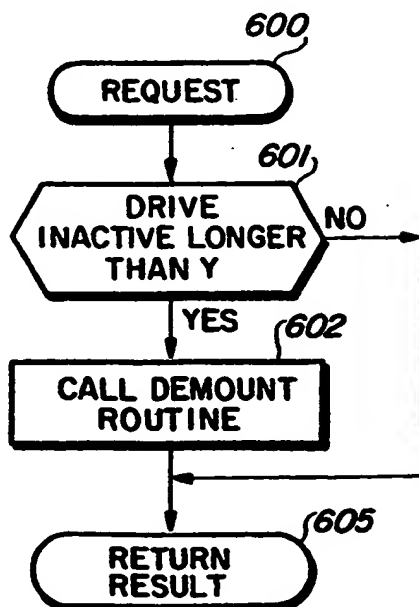 600
REQUEST
601
DRIVE
INACTIVE LONGER
THAN Y
NO
YES
602
CALL DEMOUNT
ROUTINE
605
RETURN
RESULT